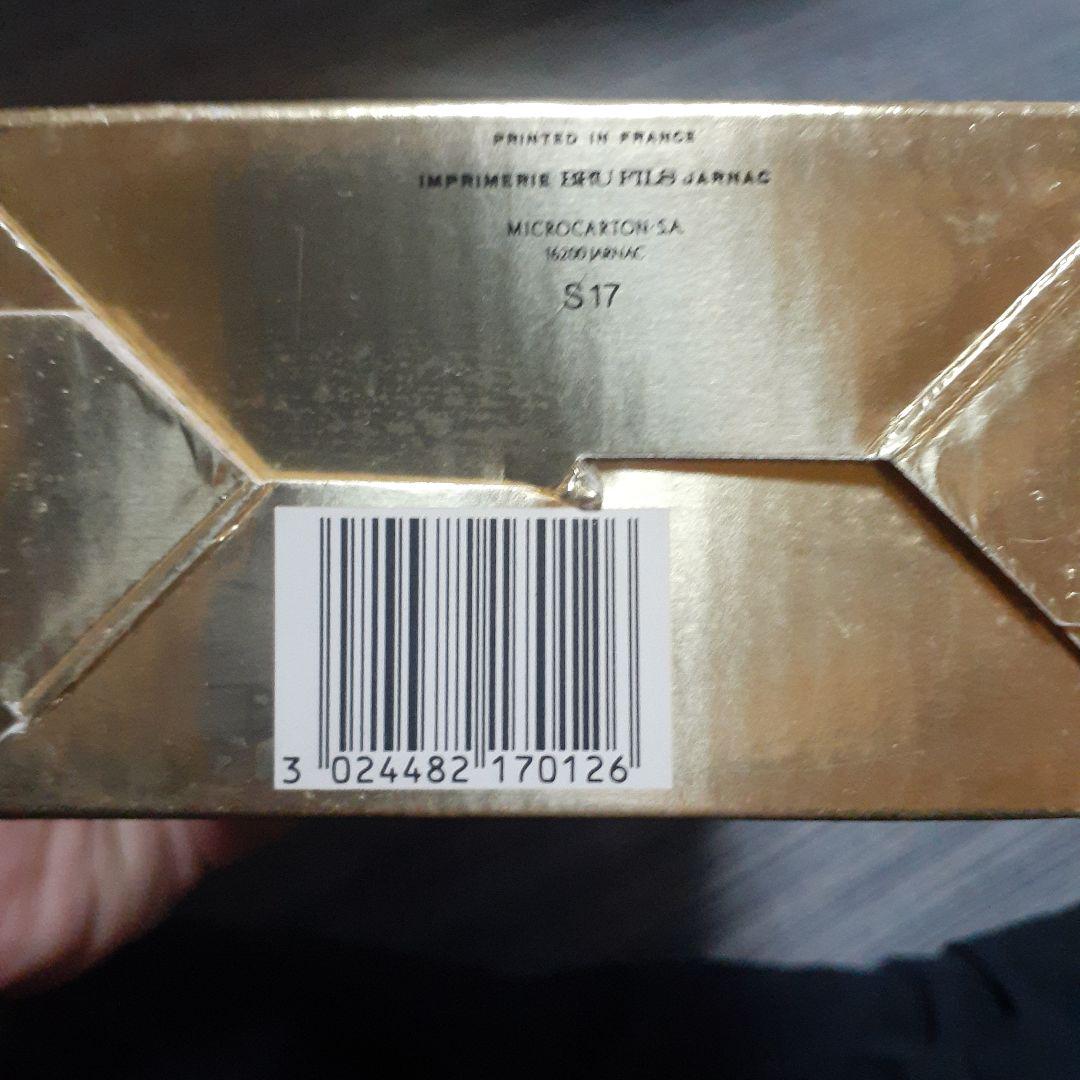 PRINTED IN FRANCE
IMPRIMERIE BRU FILS JARNAC
MICROCARTON·S.A.
16200 JARNAC
S17
3 024482 170126